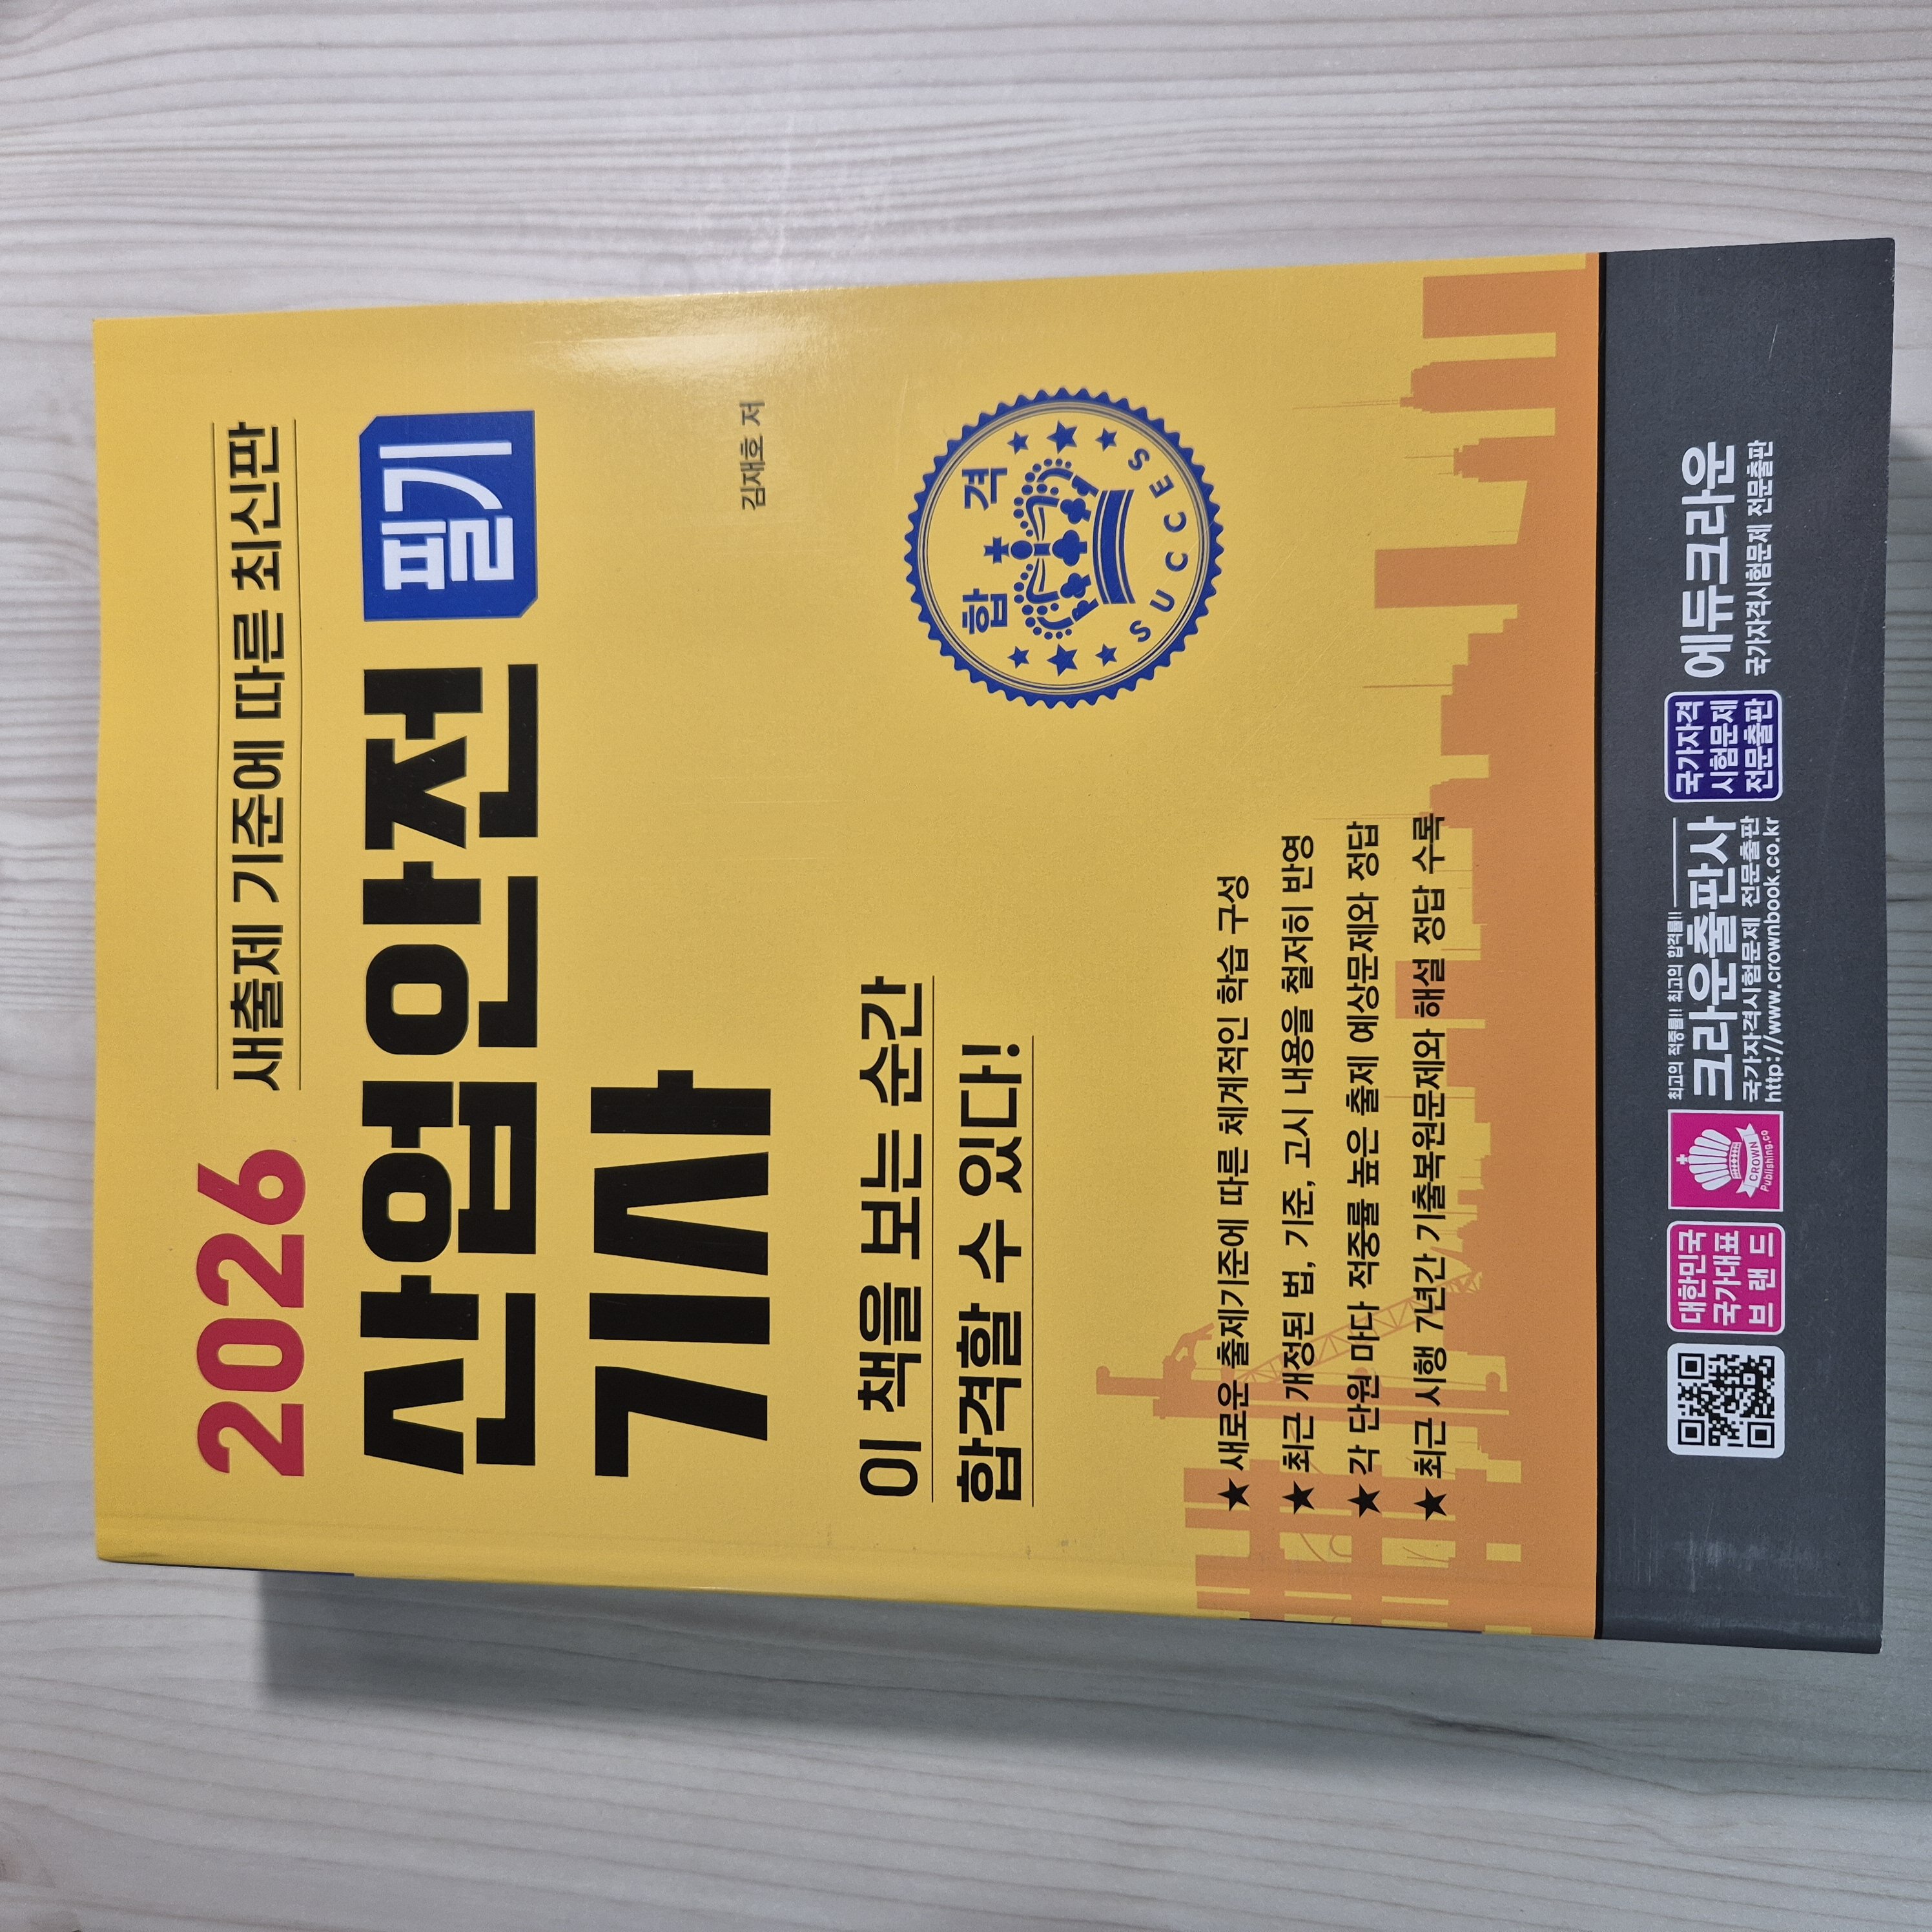 2026 새출제 기준에 따른 최신판
산업안전
기사
필기
김재호 저
이 책을 보는 순간
합격할 수 있다!
합격
SUCCESS
★ 새로운 출제기준에 따른 체계적인 학습 구성
★ 최근 개정된 법, 기준, 고시 내용을 철저히 반영
★ 각 단원 마다 적중률 높은 출제 예상문제와 정답
★ 최근 시행 7년간 기출복원문제와 해설 정답 수록
대한민국
국가대표
브랜드
CROWN
Publishing.co
최고의 적중률!! 최고의 합격률!!
크라운출판사
국가자격시험문제 전문출판
http://www.crownbook.co.kr
국가자격
시험문제
전문출판
에듀크라운
국가자격시험문제 전문출판